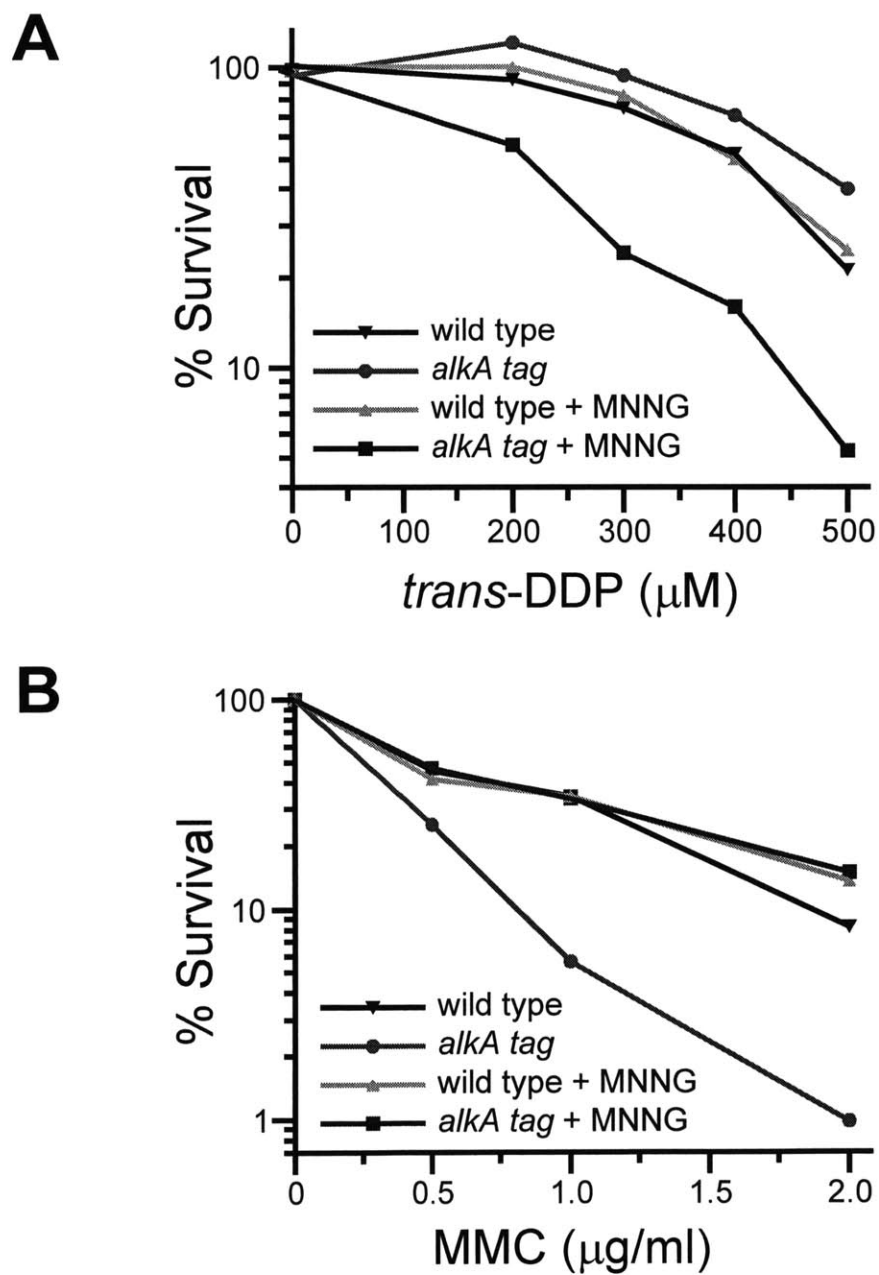 A
% Survival
100
10
wild type
alkA tag
wild type + MNNG
alkA tag + MNNG
0 100 200 300 400 500
trans-DDP (μM)
B
% Survival
100
10
1
wild type
alkA tag
wild type + MNNG
alkA tag + MNNG
0 0.5 1.0 1.5 2.0
MMC (μg/ml)